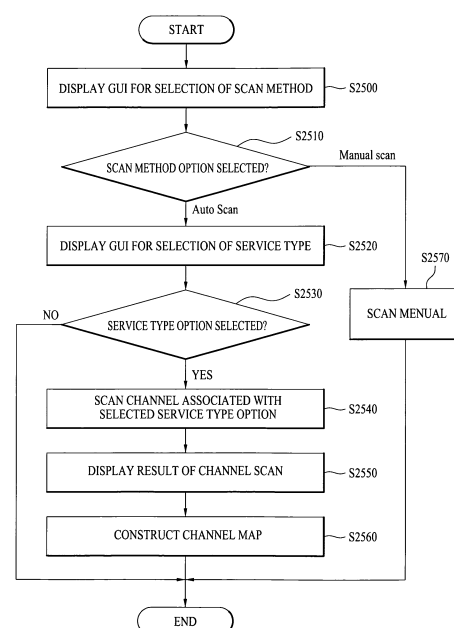 START
DISPLAY GUI FOR SELECTION OF SCAN METHOD
S2500
S2510
SCAN METHOD OPTION SELECTED?
Manual scan
Auto Scan
DISPLAY GUI FOR SELECTION OF SERVICE TYPE
S2520
S2570
S2530
NO
SERVICE TYPE OPTION SELECTED?
SCAN MENUAL
YES
SCAN CHANNEL ASSOCIATED WITH
SELECTED SERVICE TYPE OPTION
S2540
DISPLAY RESULT OF CHANNEL SCAN
S2550
CONSTRUCT CHANNEL MAP
S2560
END